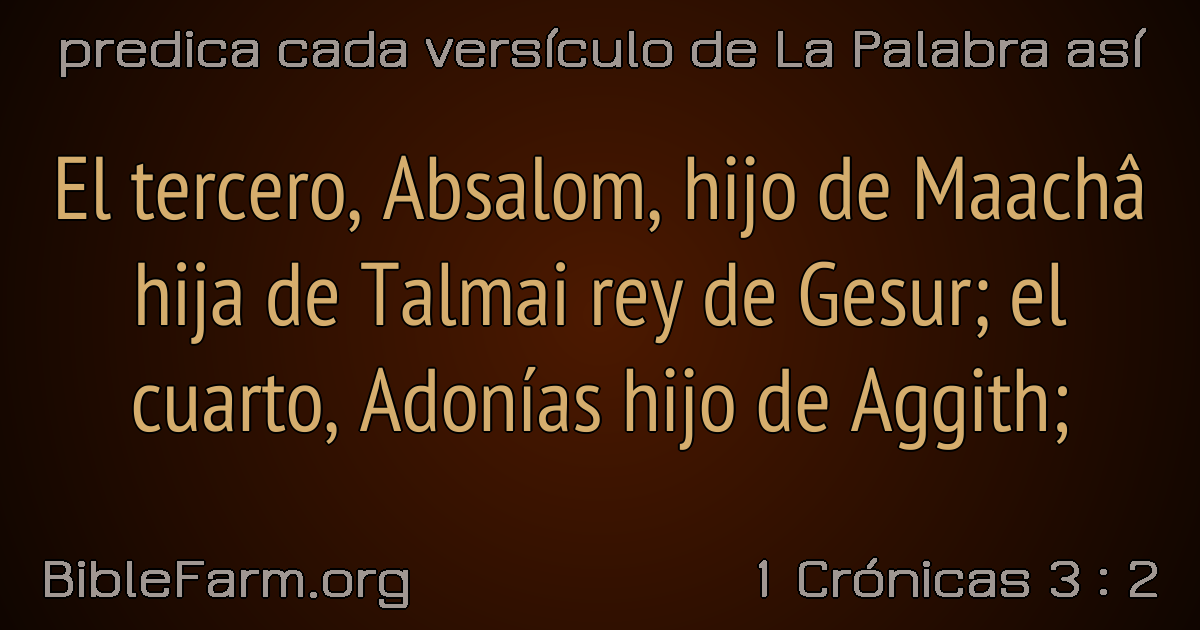 predica cada versículo de La Palabra así
El tercero, Absalom, hijo de Maachâ
hija de Talmai rey de Gesur; el
cuarto, Adonías hijo de Aggith;
BibleFarm.org
1 Crónicas 3 : 2